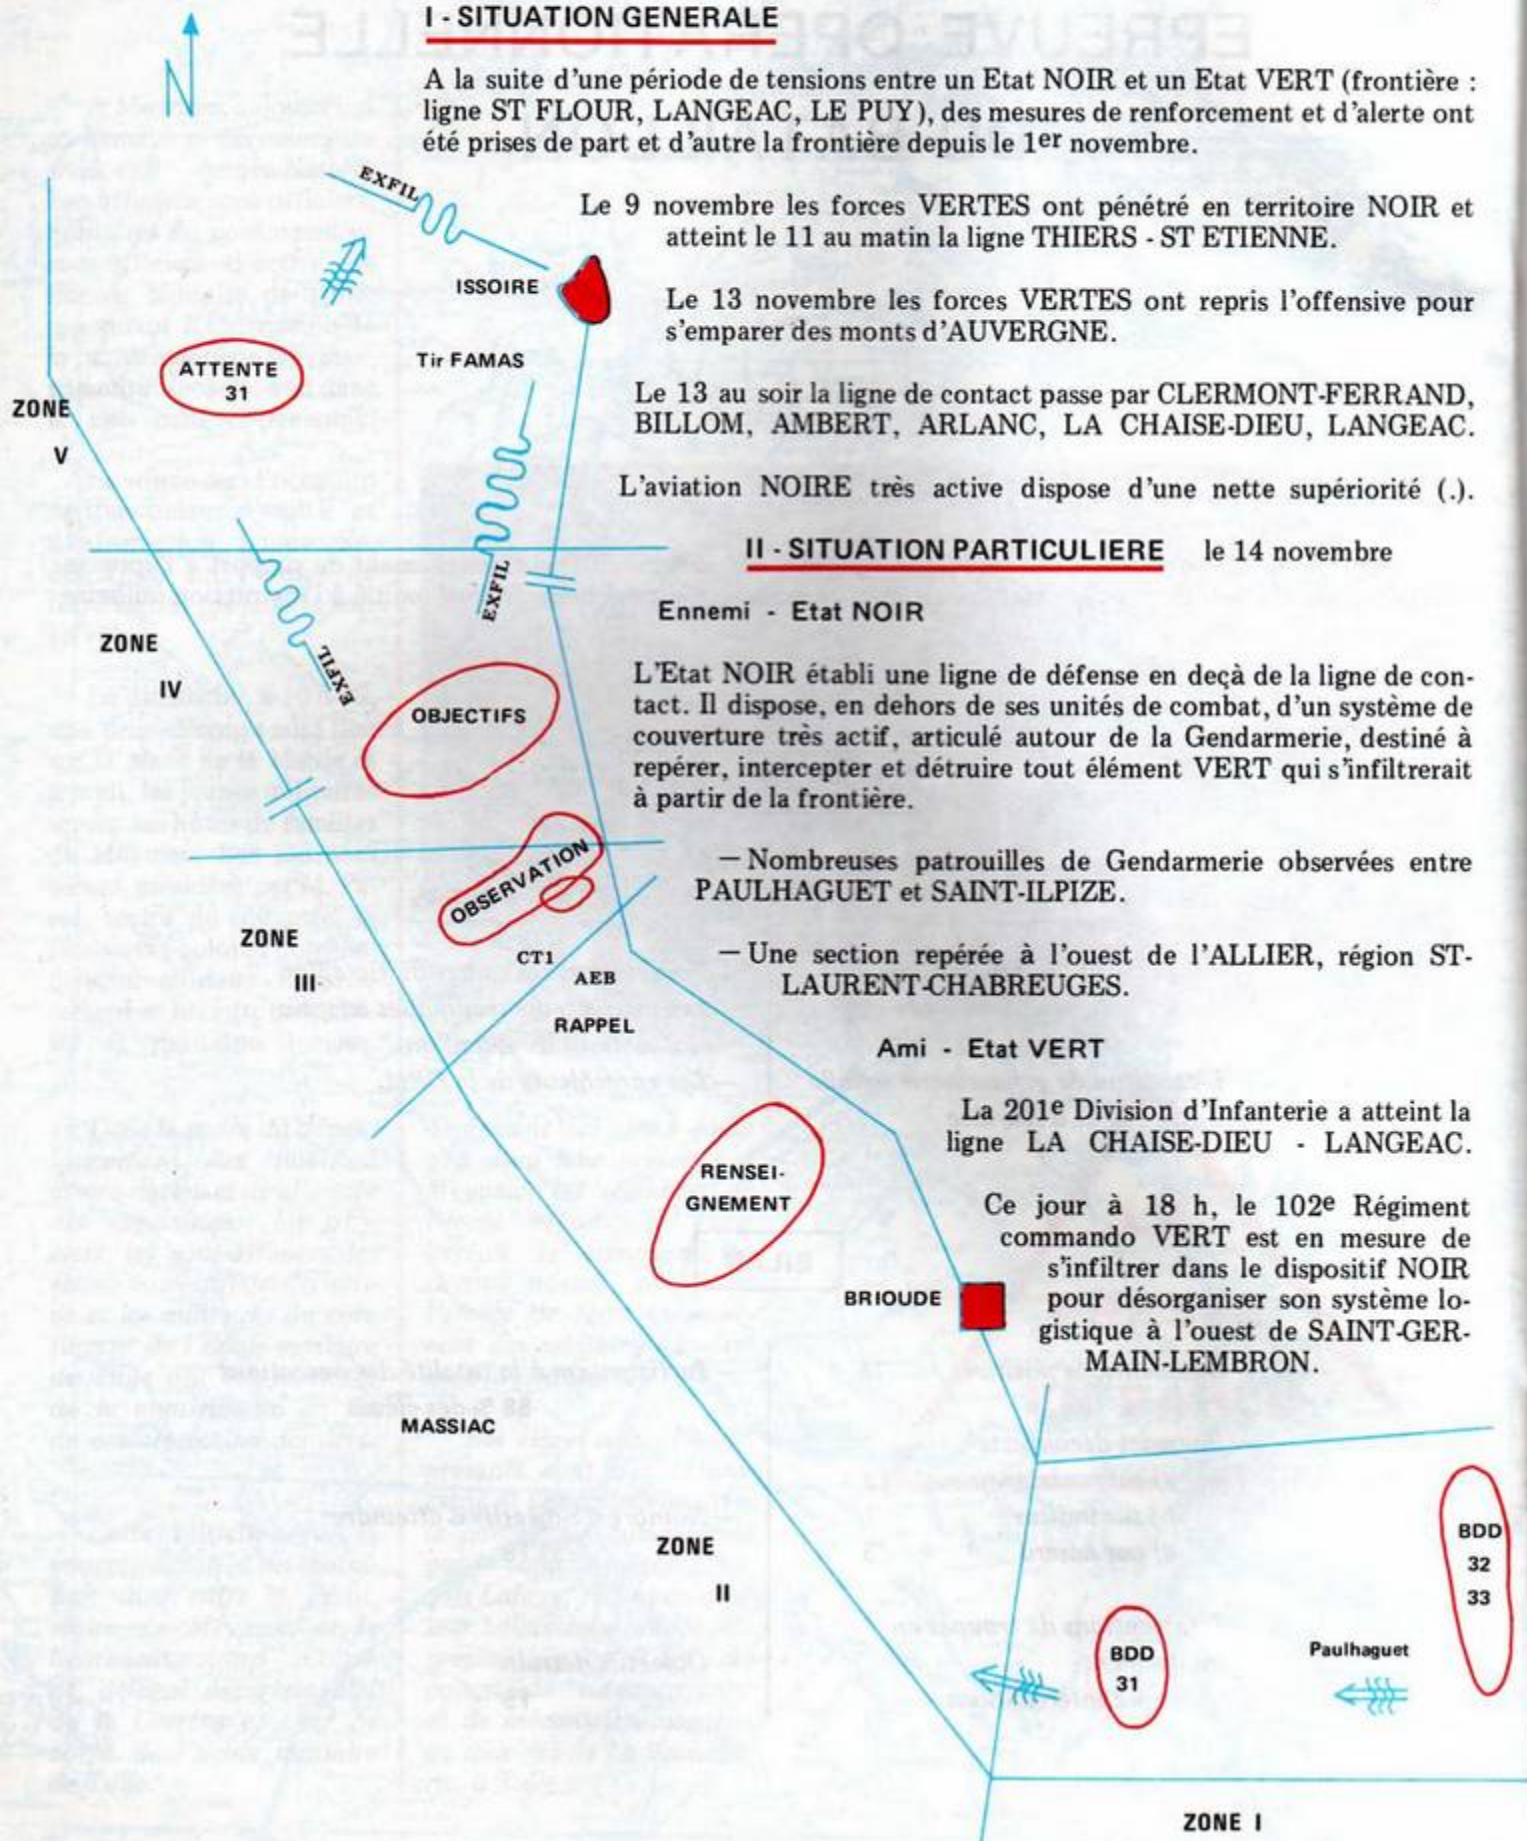 I - SITUATION GENERALE
N
A la suite d'une période de tensions entre un Etat NOIR et un Etat VERT (frontière :
ligne ST FLOUR, LANGEAC, LE PUY), des mesures de renforcement et d'alerte ont
été prises de part et d'autre la frontière depuis le 1er novembre.
Le 9 novembre les forces VERTES ont pénétré en territoire NOIR et
atteint le 11 au matin la ligne THIERS - ST ETIENNE.
Le 13 novembre les forces VERTES ont repris l'offensive pour
s'emparer des monts d'AUVERGNE.
Le 13 au soir la ligne de contact passe par CLERMONT-FERRAND,
BILLOM, AMBERT, ARLANC, LA CHAISE-DIEU, LANGEAC.
L'aviation NOIRE très active dispose d'une nette supériorité (.).
II - SITUATION PARTICULIERE le 14 novembre
Ennemi - Etat NOIR
L'Etat NOIR établi une ligne de défense en deçà de la ligne de con-
tact. Il dispose, en dehors de ses unités de combat, d'un système de
couverture très actif, articulé autour de la Gendarmerie, destiné à
repérer, intercepter et détruire tout élément VERT qui s'infiltrerait
à partir de la frontière.
— Nombreuses patrouilles de Gendarmerie observées entre
PAULHAGUET et SAINT-ILPIZE.
— Une section repérée à l'ouest de l'ALLIER, région ST-
LAURENT-CHABREUGES.
Ami - Etat VERT
La 201e Division d'Infanterie a atteint la
ligne LA CHAISE-DIEU - LANGEAC.
Ce jour à 18 h, le 102e Régiment
commando VERT est en mesure de
s'infiltrer dans le dispositif NOIR
pour désorganiser son système lo-
gistique à l'ouest de SAINT-GER-
MAIN-LEMBRON.
EXFIL
ISSOIRE
Tir FAMAS
ATTENTE
31
ZONE
V
EXFIL
EXFIL
ZONE
IV
OBJECTIFS
OBSERVATION
ZONE
III
CT1
AEB
RAPPEL
RENSEI-
GNEMENT
BRIOUDE
MASSIAC
ZONE
II
BDD
32
33
BDD
31
Paulhaguet
ZONE I